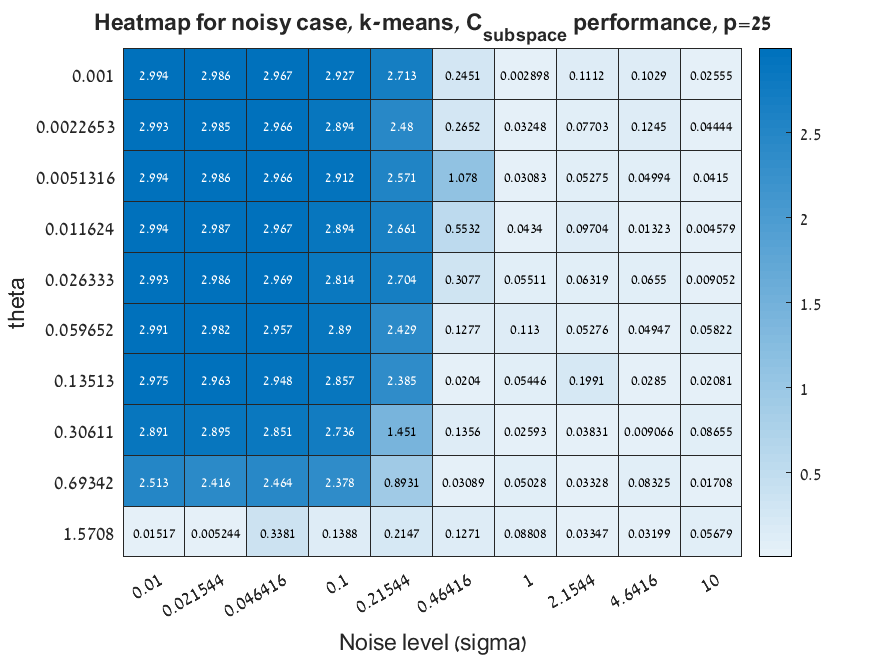 Heatmap for noisy case, k-means, C_subspace performance, p=25
0.001 2.994 2.986 2.967 2.927 2.713 0.2451 0.002898 0.1112 0.1029 0.02555
0.0022653 2.993 2.985 2.966 2.894 2.48 0.2652 0.03248 0.07703 0.1245 0.04444
0.0051316 2.994 2.986 2.966 2.912 2.571 1.078 0.03083 0.05275 0.04994 0.0415
0.011624 2.994 2.987 2.967 2.894 2.661 0.5532 0.0434 0.09704 0.01323 0.004579
0.026333 2.993 2.986 2.969 2.814 2.704 0.3077 0.05511 0.06319 0.0655 0.009052
0.059652 2.991 2.982 2.957 2.89 2.429 0.1277 0.113 0.05276 0.04947 0.05822
0.13513 2.975 2.963 2.948 2.857 2.385 0.0204 0.05446 0.1991 0.0285 0.02081
0.30611 2.891 2.895 2.851 2.736 1.451 0.1356 0.02593 0.03831 0.009066 0.08655
0.69342 2.513 2.416 2.464 2.378 0.8931 0.03089 0.05028 0.03328 0.08325 0.01708
1.5708 0.01517 0.005244 0.3381 0.1388 0.2147 0.1271 0.08808 0.03347 0.03199 0.05679
theta
0.01 0.021544 0.046416 0.1 0.21544 0.46416 1 2.1544 4.6416 10
Noise level (sigma)
2.5
2
1.5
1
0.5